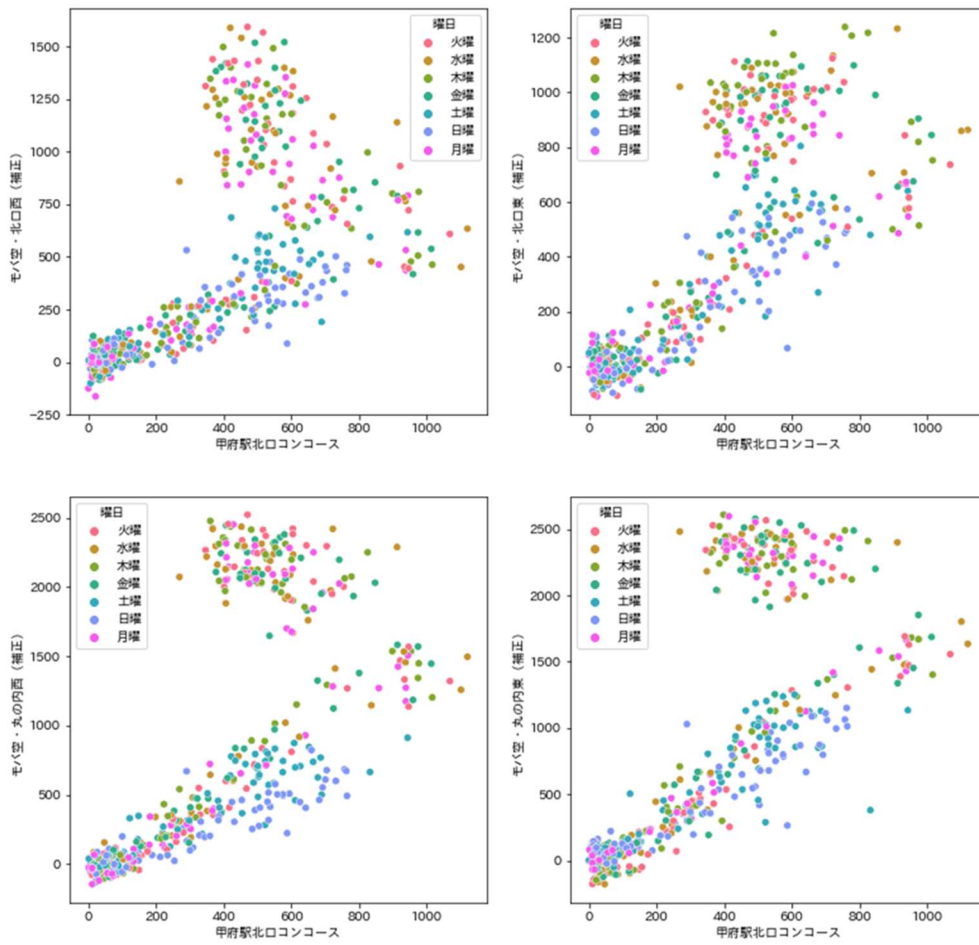 モバ空・北口西（補正）
1500
1250
1000
750
500
250
0
-250
0 200 400 600 800 1000
甲府駅北口コンコース
曜日
火曜
水曜
木曜
金曜
土曜
日曜
月曜
モバ空・北口東（補正）
1200
1000
800
600
400
200
0
0 200 400 600 800 1000
甲府駅北口コンコース
曜日
火曜
水曜
木曜
金曜
土曜
日曜
月曜
モバ空・丸の内西（補正）
2500
2000
1500
1000
500
0
0 200 400 600 800 1000
甲府駅北口コンコース
曜日
火曜
水曜
木曜
金曜
土曜
日曜
月曜
モバ空・丸の内東（補正）
2500
2000
1500
1000
500
0
0 200 400 600 800 1000
甲府駅北口コンコース
曜日
火曜
水曜
木曜
金曜
土曜
日曜
月曜